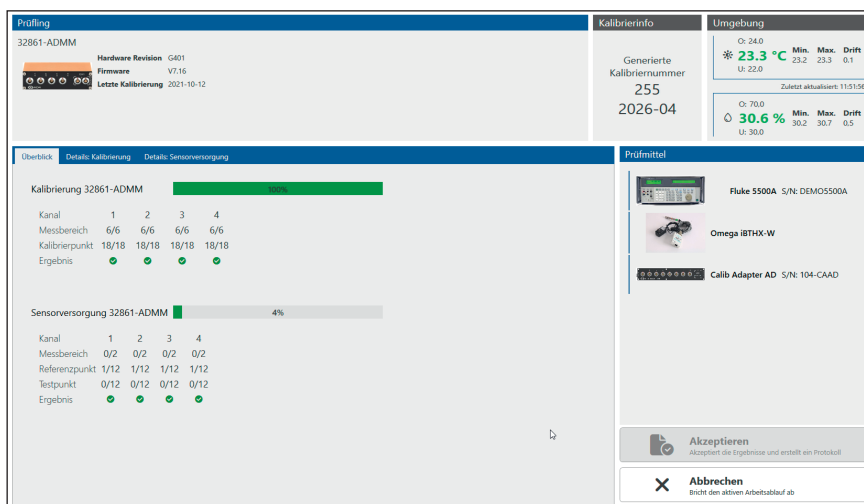 Prüfling
32861-ADMM
Hardware Revision G401
Firmware V7.16
Letzte Kalibrierung 2021-10-12
Kalibrierinfo
Generierte
Kalibriernummer
255
2026-04
Umgebung
O: 24.0
23.3 °C
U: 22.0
Min. Max. Drift
23.2 23.3 0.1
Zuletzt aktualisiert: 11:51:56
O: 70.0
30.6 %
U: 30.0
Min. Max. Drift
30.2 30.7 0.5
Überblick Details: Kalibrierung Details: Sensorversorgung
Kalibrierung 32861-ADMM 100%
Kanal 1 2 3 4
Messbereich 6/6 6/6 6/6 6/6
Kalibrierpunkt 18/18 18/18 18/18 18/18
Ergebnis
Sensorversorgung 32861-ADMM 4%
Kanal 1 2 3 4
Messbereich 0/2 0/2 0/2 0/2
Referenzpunkt 1/12 1/12 1/12 1/12
Testpunkt 0/12 0/12 0/12 0/12
Ergebnis
Prüfmittel
Fluke 5500A S/N: DEMO5500A
Omega iBTHX-W
Calib Adapter AD S/N: 104-CAAD
Akzeptieren
Akzeptiert die Ergebnisse und erstellt ein Protokoll
Abbrechen
Bricht den aktiven Arbeitsablauf ab